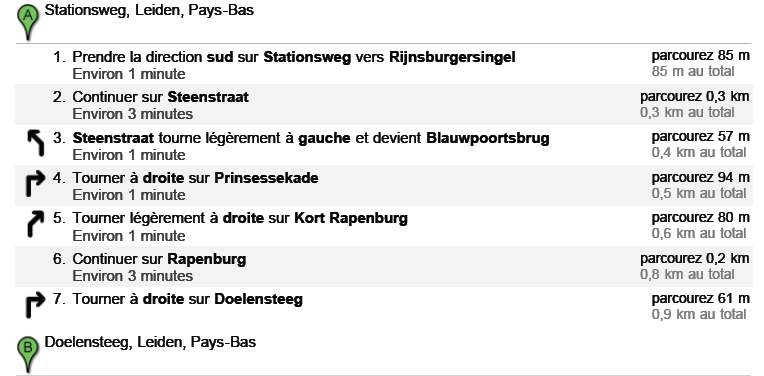 A Stationsweg, Leiden, Pays-Bas
1. Prendre la direction sud sur Stationsweg vers Rijnsburgersingel parcourez 85 m
Environ 1 minute 85 m au total
2. Continuer sur Steenstraat parcourez 0,3 km
Environ 3 minutes 0,3 km au total
3. Steenstraat tourne légèrement à gauche et devient Blauwpoortsbrug parcourez 57 m
Environ 1 minute 0,4 km au total
4. Tourner à droite sur Prinsessekade parcourez 94 m
Environ 1 minute 0,5 km au total
5. Tourner légèrement à droite sur Kort Rapenburg parcourez 80 m
Environ 1 minute 0,6 km au total
6. Continuer sur Rapenburg parcourez 0,2 km
Environ 3 minutes 0,8 km au total
7. Tourner à droite sur Doelensteeg parcourez 61 m
0,9 km au total
B Doelensteeg, Leiden, Pays-Bas